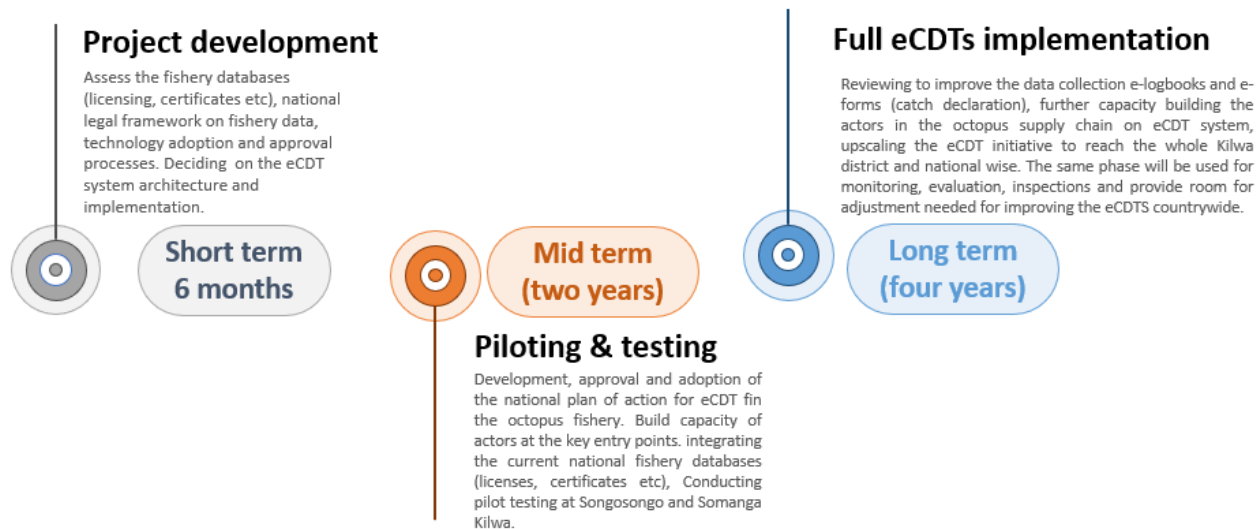 Project development
Assess the fishery databases
(licensing, certificates etc), national
legal framework on fishery data,
technology adoption and approval
processes. Deciding on the eCDT
system architecture and
implementation.
Short term
6 months
Mid term
(two years)
Piloting & testing
Development, approval and adoption of
the national plan of action for eCDT fin
the octopus fishery. Build capacity of
actors at the key entry points. integrating
the current national fishery databases
(licenses, certificates etc), Conducting
pilot testing at Songosongo and Somanga
Kilwa.
Full eCDTs implementation
Reviewing to improve the data collection e-logbooks and e-
forms (catch declaration), further capacity building the
actors in the octopus supply chain on eCDT system,
upscaling the eCDT initiative to reach the whole Kilwa
district and national wise. The same phase will be used for
monitoring, evaluation, inspections and provide room for
adjustment needed for improving the eCDTS countrywide.
Long term
(four years)